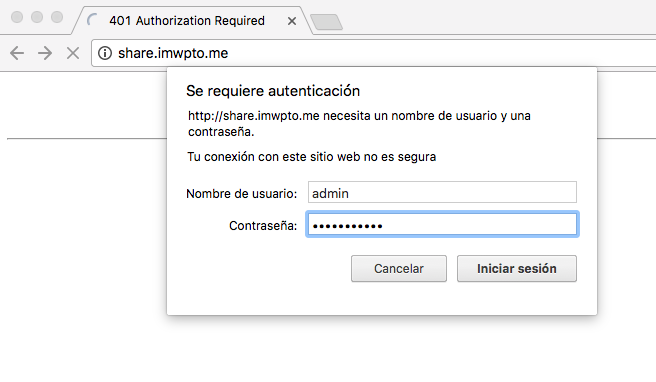 401 Authorization Required
share.imwpto.me
Se requiere autenticación
http://share.imwpto.me necesita un nombre de usuario y una
contraseña.
Tu conexión con este sitio web no es segura
Nombre de usuario: admin
Contraseña: •••••••••••
Cancelar Iniciar sesión